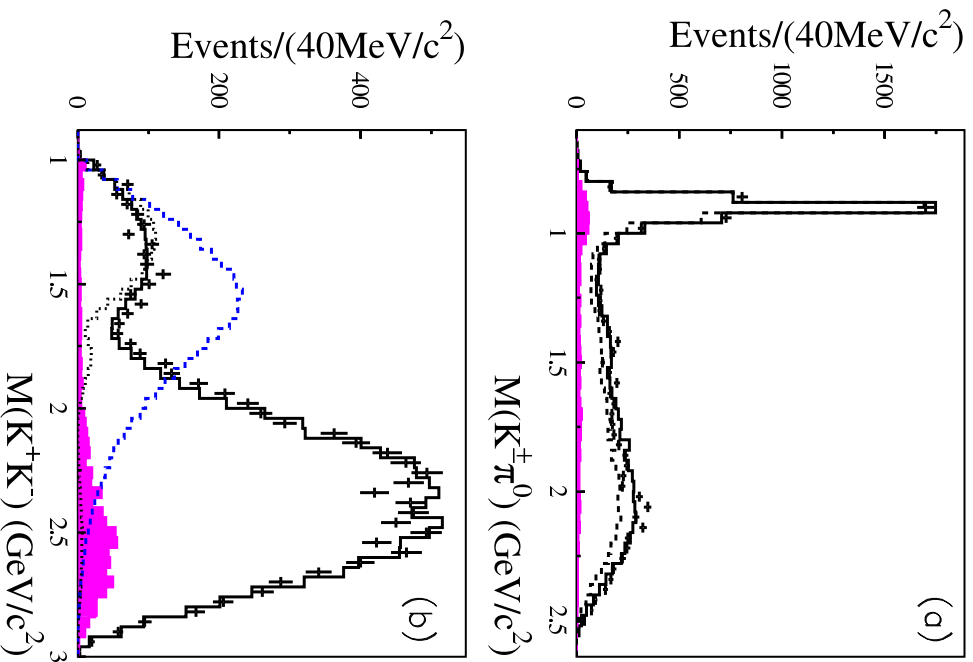 (a)
Events/(40MeV/c²)
1500
1000
500
0
1
1.5
2
2.5
M(K±π⁰) (GeV/c²)
(b)
Events/(40MeV/c²)
400
200
0
1
1.5
2
2.5
3
M(K⁺K⁻) (GeV/c²)